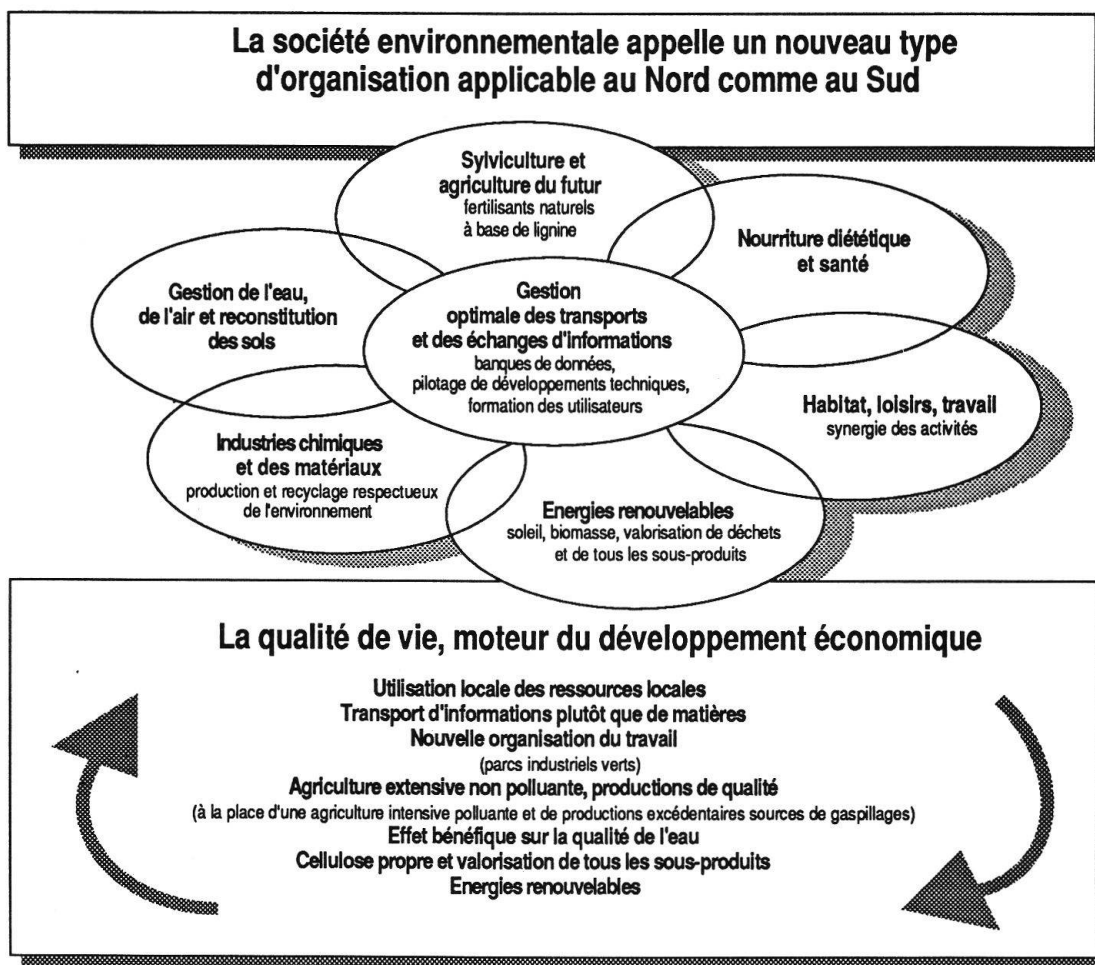 La société environnementale appelle un nouveau type
d'organisation applicable au Nord comme au Sud
Sylviculture et
agriculture du futur
fertilisants naturels
à base de lignine
Nourriture diététique
et santé
Gestion de l'eau,
de l'air et reconstitution
des sols
Gestion
optimale des transports
et des échanges d'informations
banques de données,
pilotage de développements techniques,
formation des utilisateurs
Habitat, loisirs, travail
synergie des activités
Industries chimiques
et des matériaux
production et recyclage respectueux
de l'environnement
Energies renouvelables
soleil, biomasse, valorisation de déchets
et de tous les sous-produits
La qualité de vie, moteur du développement économique
Utilisation locale des ressources locales
Transport d'informations plutôt que de matières
Nouvelle organisation du travail
(parcs industriels verts)
Agriculture extensive non polluante, productions de qualité
(à la place d'une agriculture intensive polluante et de productions excédentaires sources de gaspillages)
Effet bénéfique sur la qualité de l'eau
Cellulose propre et valorisation de tous les sous-produits
Energies renouvelables